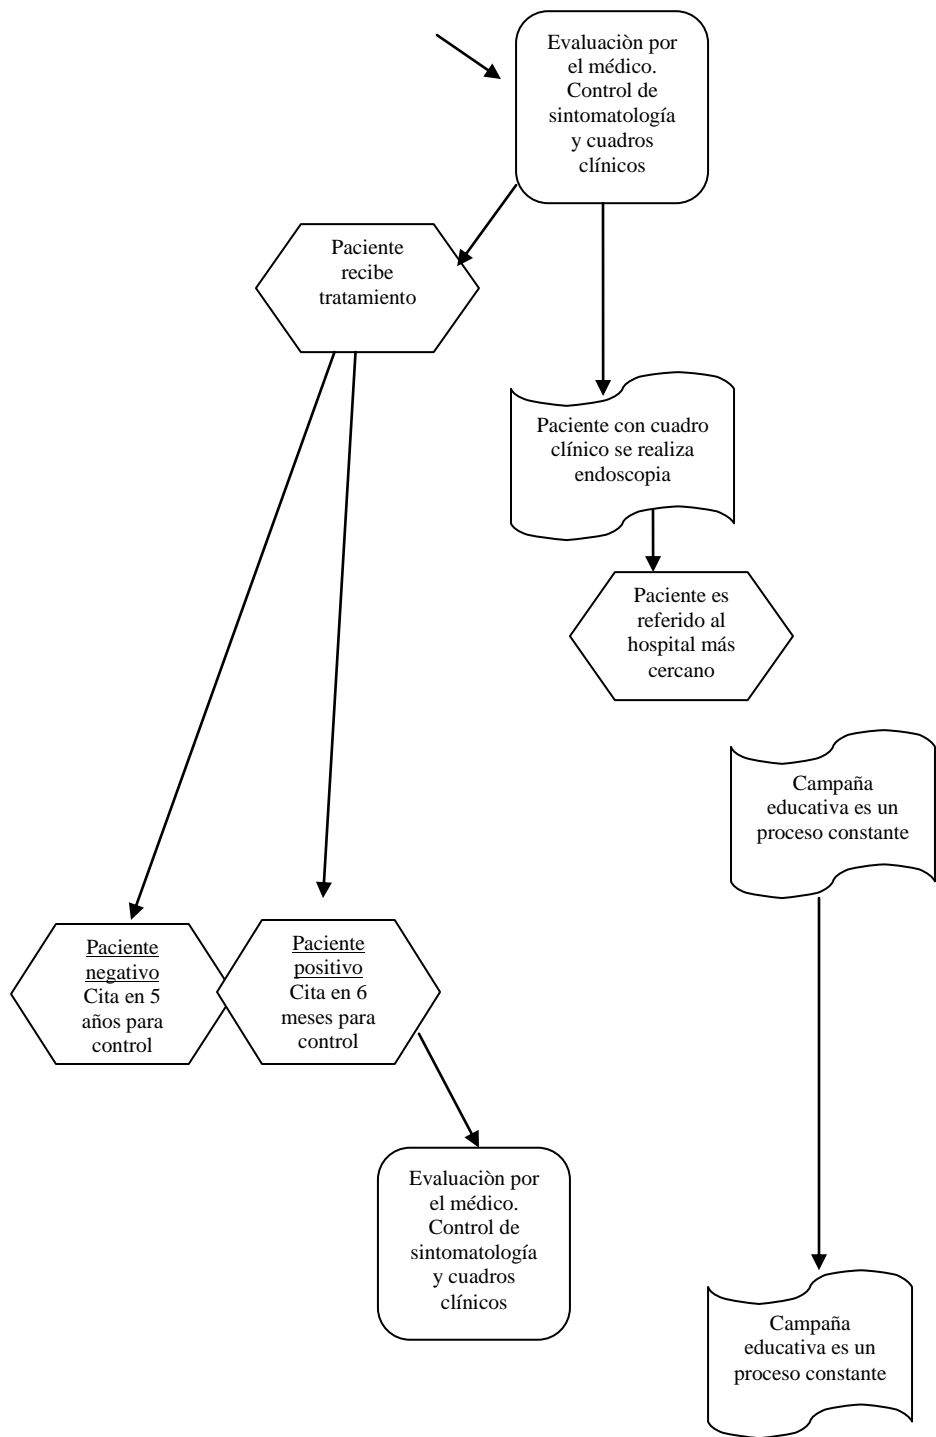 Evaluaciòn por
el médico.
Control de
sintomatología
y cuadros
clínicos
Paciente
recibe
tratamiento
Paciente con cuadro
clínico se realiza
endoscopia
Paciente es
referido al
hospital más
cercano
Campaña
educativa es un
proceso constante
Paciente
negativo
Cita en 5
años para
control
Paciente
positivo
Cita en 6
meses para
control
Evaluaciòn por
el médico.
Control de
sintomatología
y cuadros
clínicos
Campaña
educativa es un
proceso constante